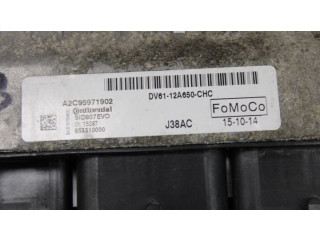 A2C95971902
Continental
SID807EVO
DV61-12A650-CHC
J38AC
FoMoCo
15-10-14